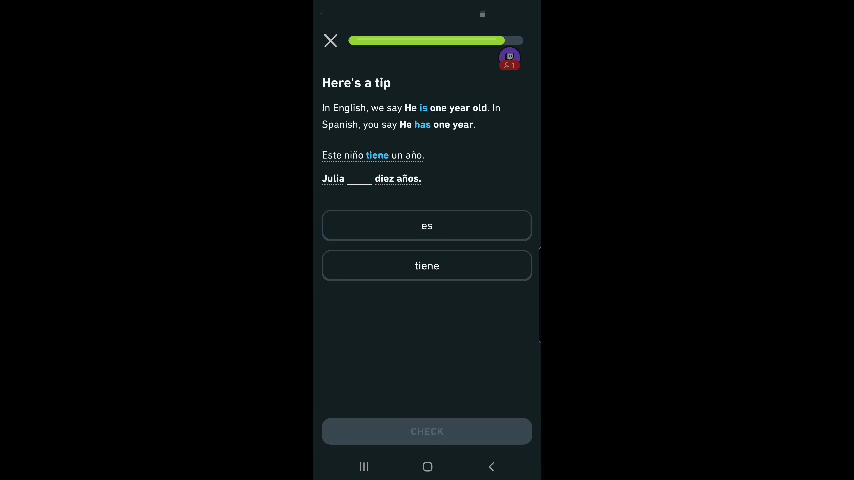 Here's a tip
In English, we say He is one year old. In
Spanish, you say He has one year.
Este niño tiene un año.
Julia _____ diez años.
es
tiene
CHECK